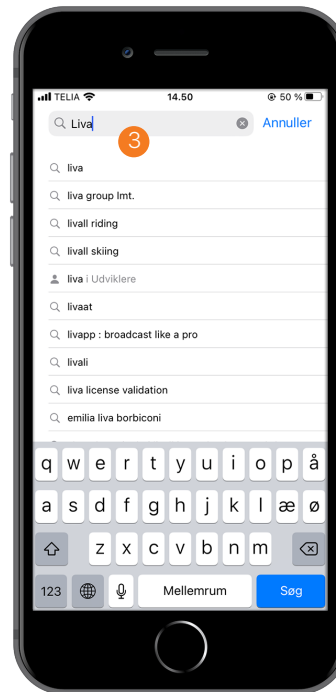 TELIA 14.50 50 %
Liva Annuller
3
liva
liva group lmt.
livall riding
livall skiing
liva i Udviklere
livaat
livapp : broadcast like a pro
livali
liva license validation
emilia liva borbiconi
q w e r t y u i o p å
a s d f g h j k l æ ø
z x c v b n m
123 Mellemrum Søg